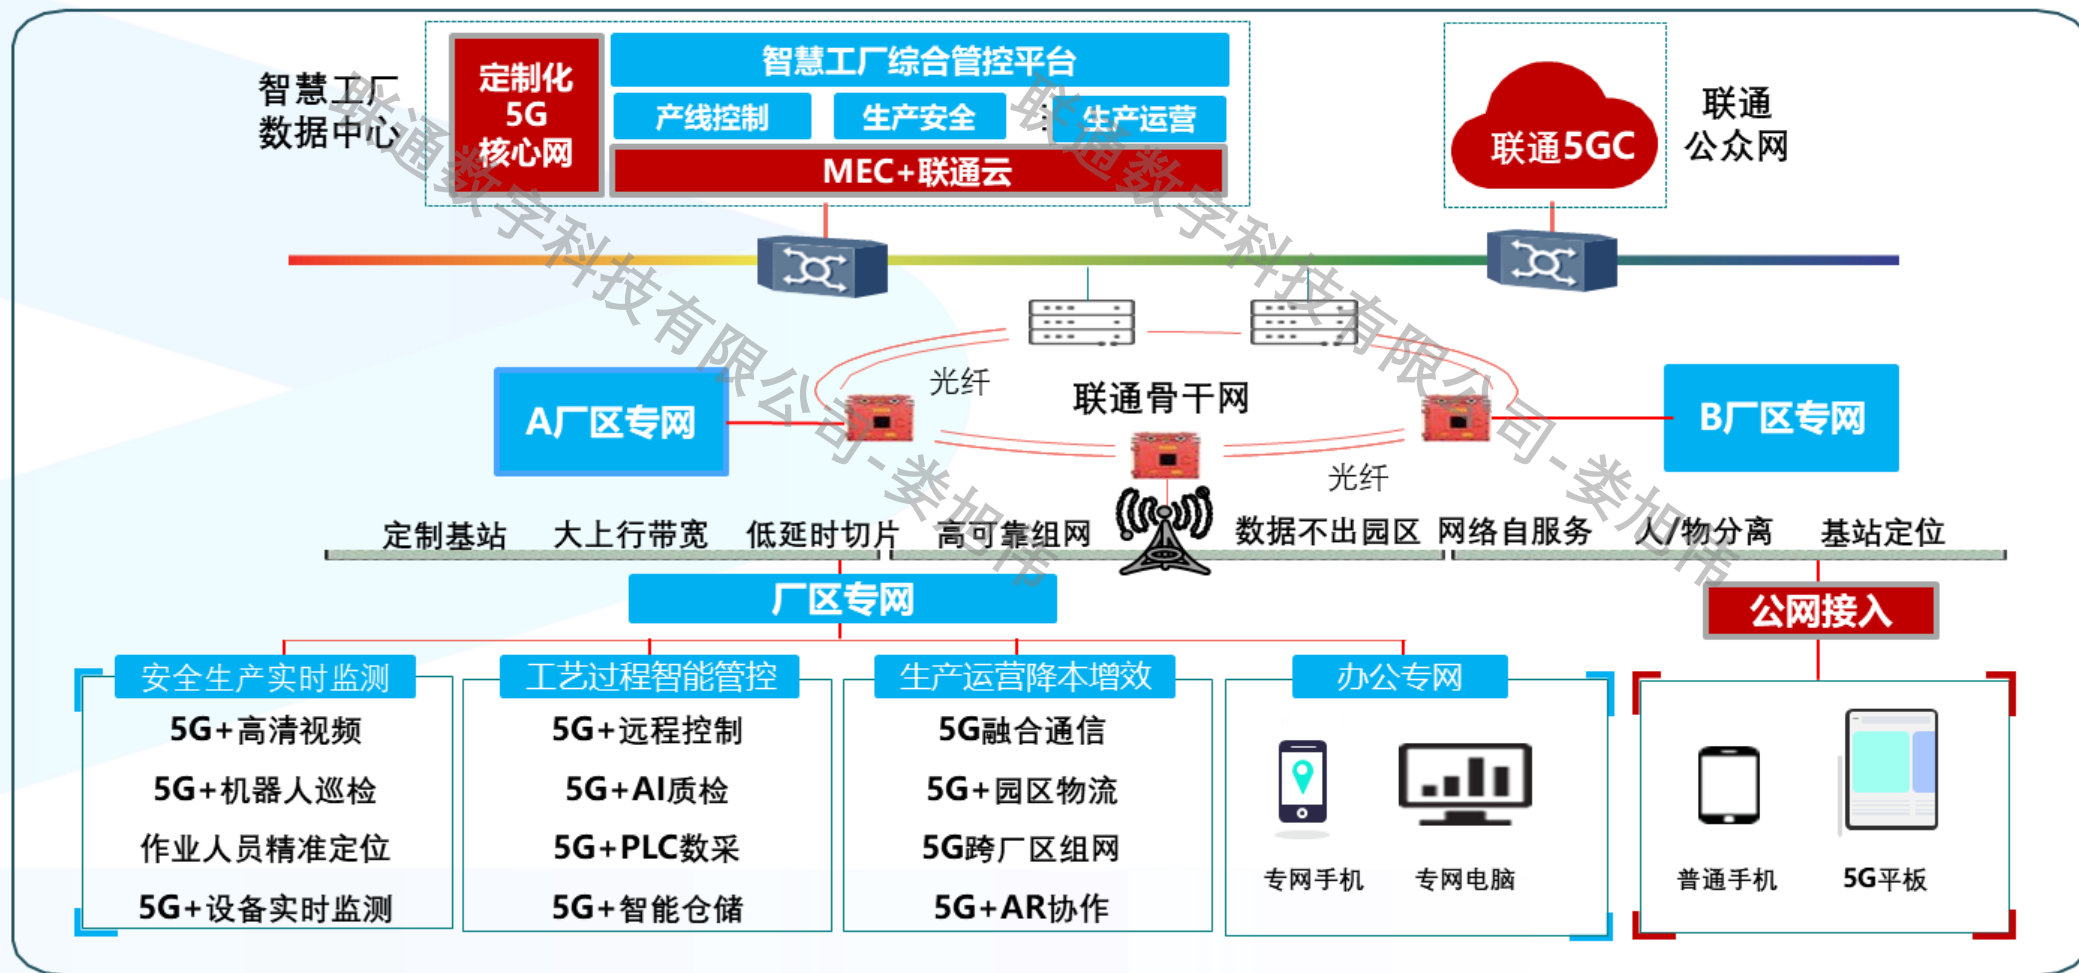 智慧工厂
数据中心
定制化
5G
核心网
智慧工厂综合管控平台
产线控制
生产安全
生产运营
MEC+联通云
联通5GC
联通
公众网
A厂区专网
光纤
联通骨干网
光纤
B厂区专网
定制基站
大上行带宽
低延时切片
高可靠组网
数据不出园区
网络自服务
人/物分离
基站定位
厂区专网
公网接入
安全生产实时监测
5G+高清视频
5G+机器人巡检
作业人员精准定位
5G+设备实时监测
工艺过程智能管控
5G+远程控制
5G+AI质检
5G+PLC数采
5G+智能仓储
生产运营降本增效
5G融合通信
5G+园区物流
5G跨厂区组网
5G+AR协作
办公专网
专网手机
专网电脑
普通手机
5G平板
联通数字科技有限公司-娄旭伟
联通数字科技有限公司-娄旭伟